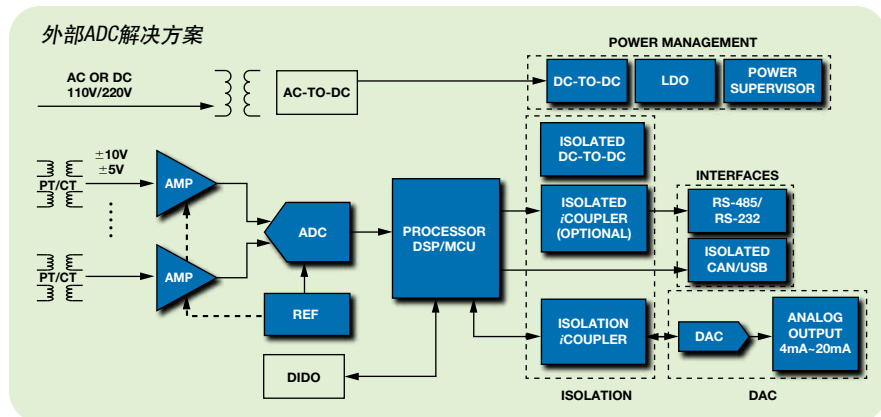 外部ADC解决方案
POWER MANAGEMENT
AC OR DC
110V/220V
AC-TO-DC
DC-TO-DC
LDO
POWER
SUPERVISOR
±10V
±5V
PT/CT
AMP
ADC
PROCESSOR
DSP/MCU
ISOLATED
DC-TO-DC
ISOLATED
iCOUPLER
(OPTIONAL)
INTERFACES
RS-485/
RS-232
ISOLATED
CAN/USB
PT/CT
AMP
REF
ISOLATION
iCOUPLER
DAC
ANALOG
OUTPUT
4mA~20mA
DIDO
ISOLATION
DAC